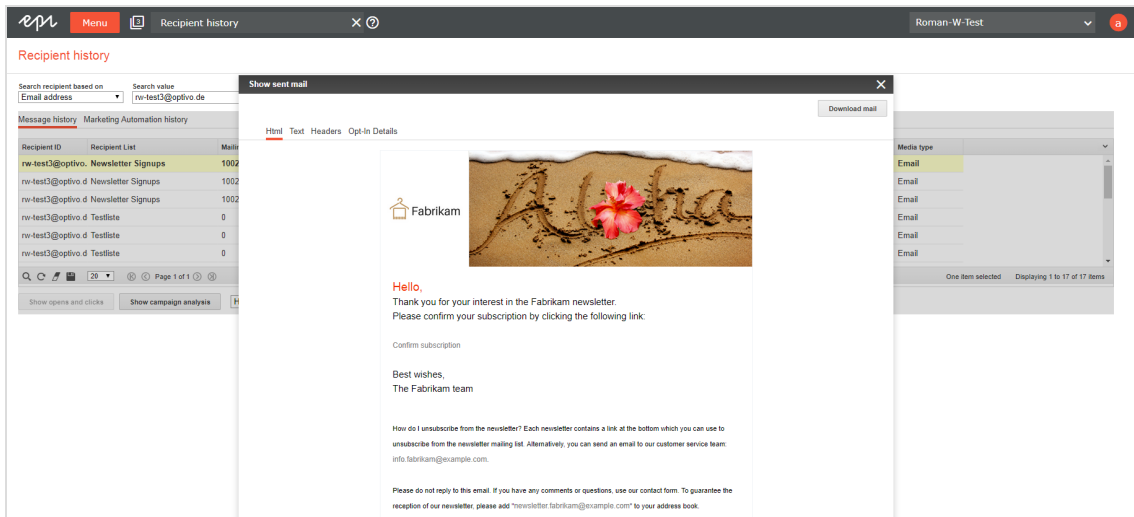 epi Menu 3 Recipient history Roman-W-Test a
Recipient history
Search recipient based on Search value
Email address rw-test3@optivo.de
Show sent mail
Download mail
Message history Marketing Automation history
Html Text Headers Opt-In Details
Recipient ID Recipient List Media type
rw-test3@optivo. Newsletter Signups 1002 Email
rw-test3@optivo.d Newsletter Signups 1002 Email
rw-test3@optivo.d Newsletter Signups 1002 Email
rw-test3@optivo.d Testliste 0 Email
rw-test3@optivo.d Testliste 0 Email
rw-test3@optivo.d Testliste 0 Email
Aloha
Fabrikam
20 Page 1 of 1 One item selected Displaying 1 to 17 of 17 items
Show opens and clicks Show campaign analysis
Hello,
Thank you for your interest in the Fabrikam newsletter.
Please confirm your subscription by clicking the following link:
Confirm subscription
Best wishes,
The Fabrikam team
How do I unsubscribe from the newsletter? Each newsletter contains a link at the bottom which you can use to
unsubscribe from the newsletter mailing list. Alternatively, you can send an email to our customer service team:
info.fabrikam@example.com.
Please do not reply to this email. If you have any comments or questions, use our contact form. To guarantee the
reception of our newsletter, please add "newsletter.fabrikam@example.com" to your address book.